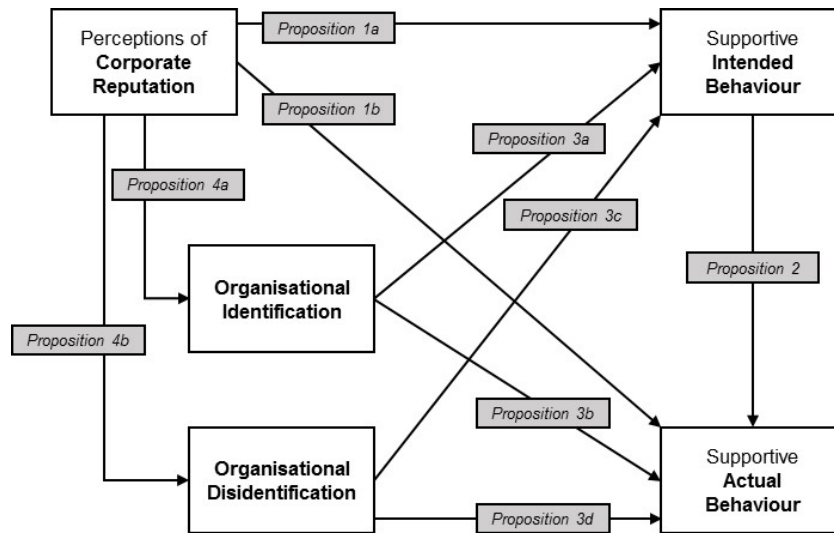 Perceptions of
Corporate
Reputation
Proposition 1a
Supportive
Intended
Behaviour
Proposition 1b
Proposition 3a
Proposition 4a
Proposition 3c
Organisational
Identification
Proposition 2
Proposition 4b
Proposition 3b
Organisational
Disidentification
Supportive
Actual
Behaviour
Proposition 3d